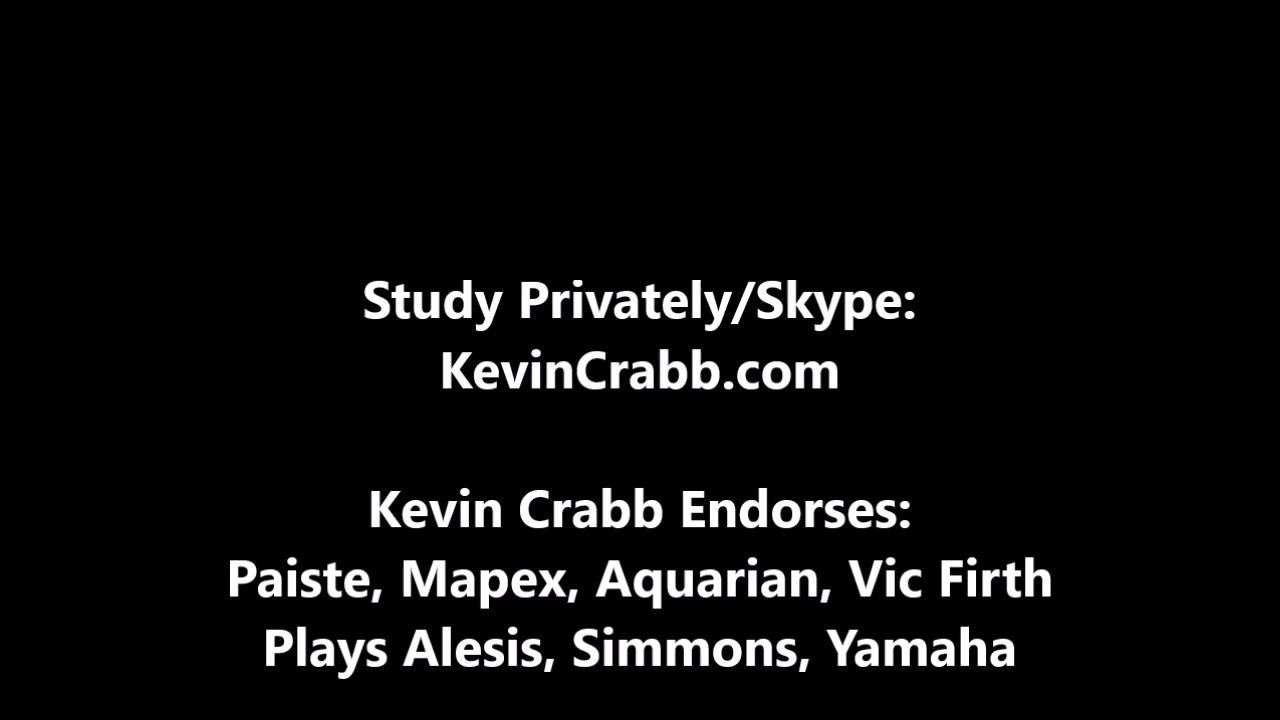 Study Privately/Skype:
KevinCrabb.com
Kevin Crabb Endorses:
Paiste, Mapex, Aquarian, Vic Firth
Plays Alesis, Simmons, Yamaha